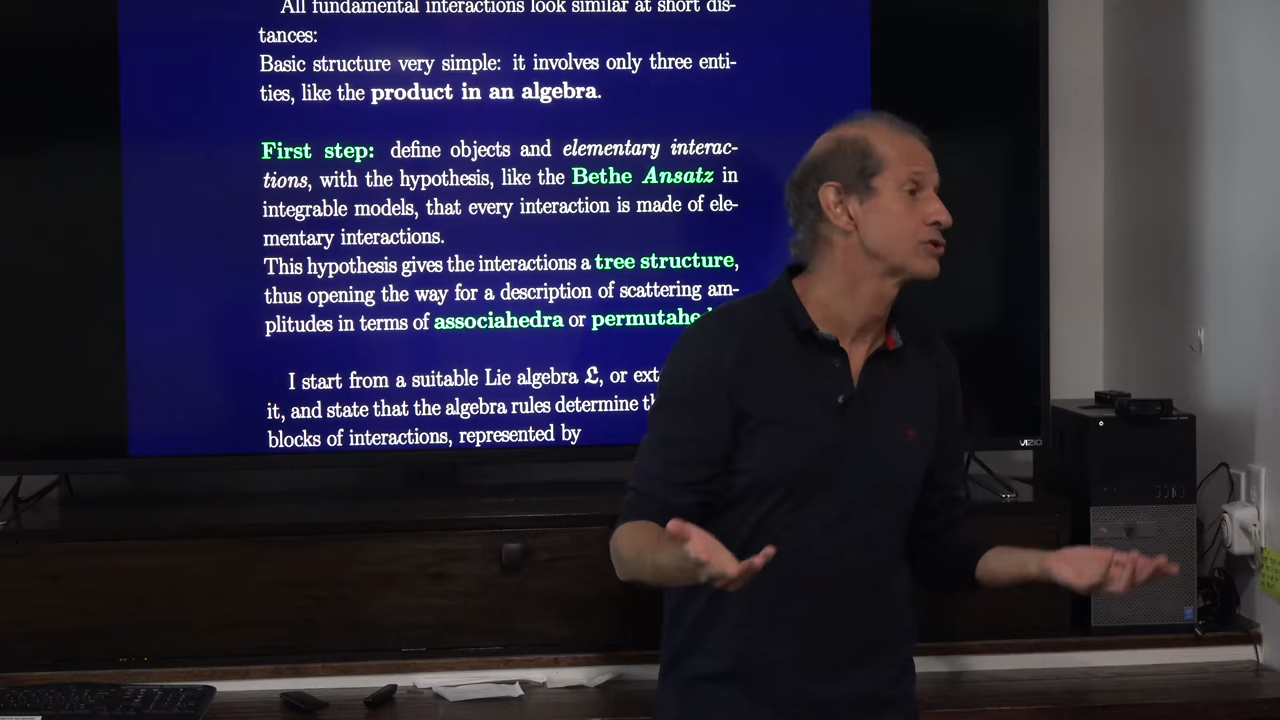 All fundamental interactions look similar at short dis-
tances:
Basic structure very simple: it involves only three enti-
ties, like the product in an algebra.
First step: define objects and elementary interac-
tions, with the hypothesis, like the Bethe Ansatz in
integrable models, that every interaction is made of ele-
mentary interactions.
This hypothesis gives the interactions a tree structure,
thus opening the way for a description of scattering am-
plitudes in terms of associahedra or
I start from a suitable Lie algebra 𝔏, or
it, and state that the algebra rules determine
blocks of interactions, represented by
VIZIO